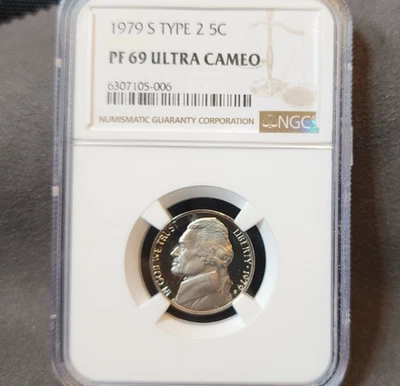 1979 S TYPE 2 5C
PF 69 ULTRA CAMEO
6307105-006
NUMISMATIC GUARANTY CORPORATION
NGC
IN GOD WE TRUST
LIBERTY 1979